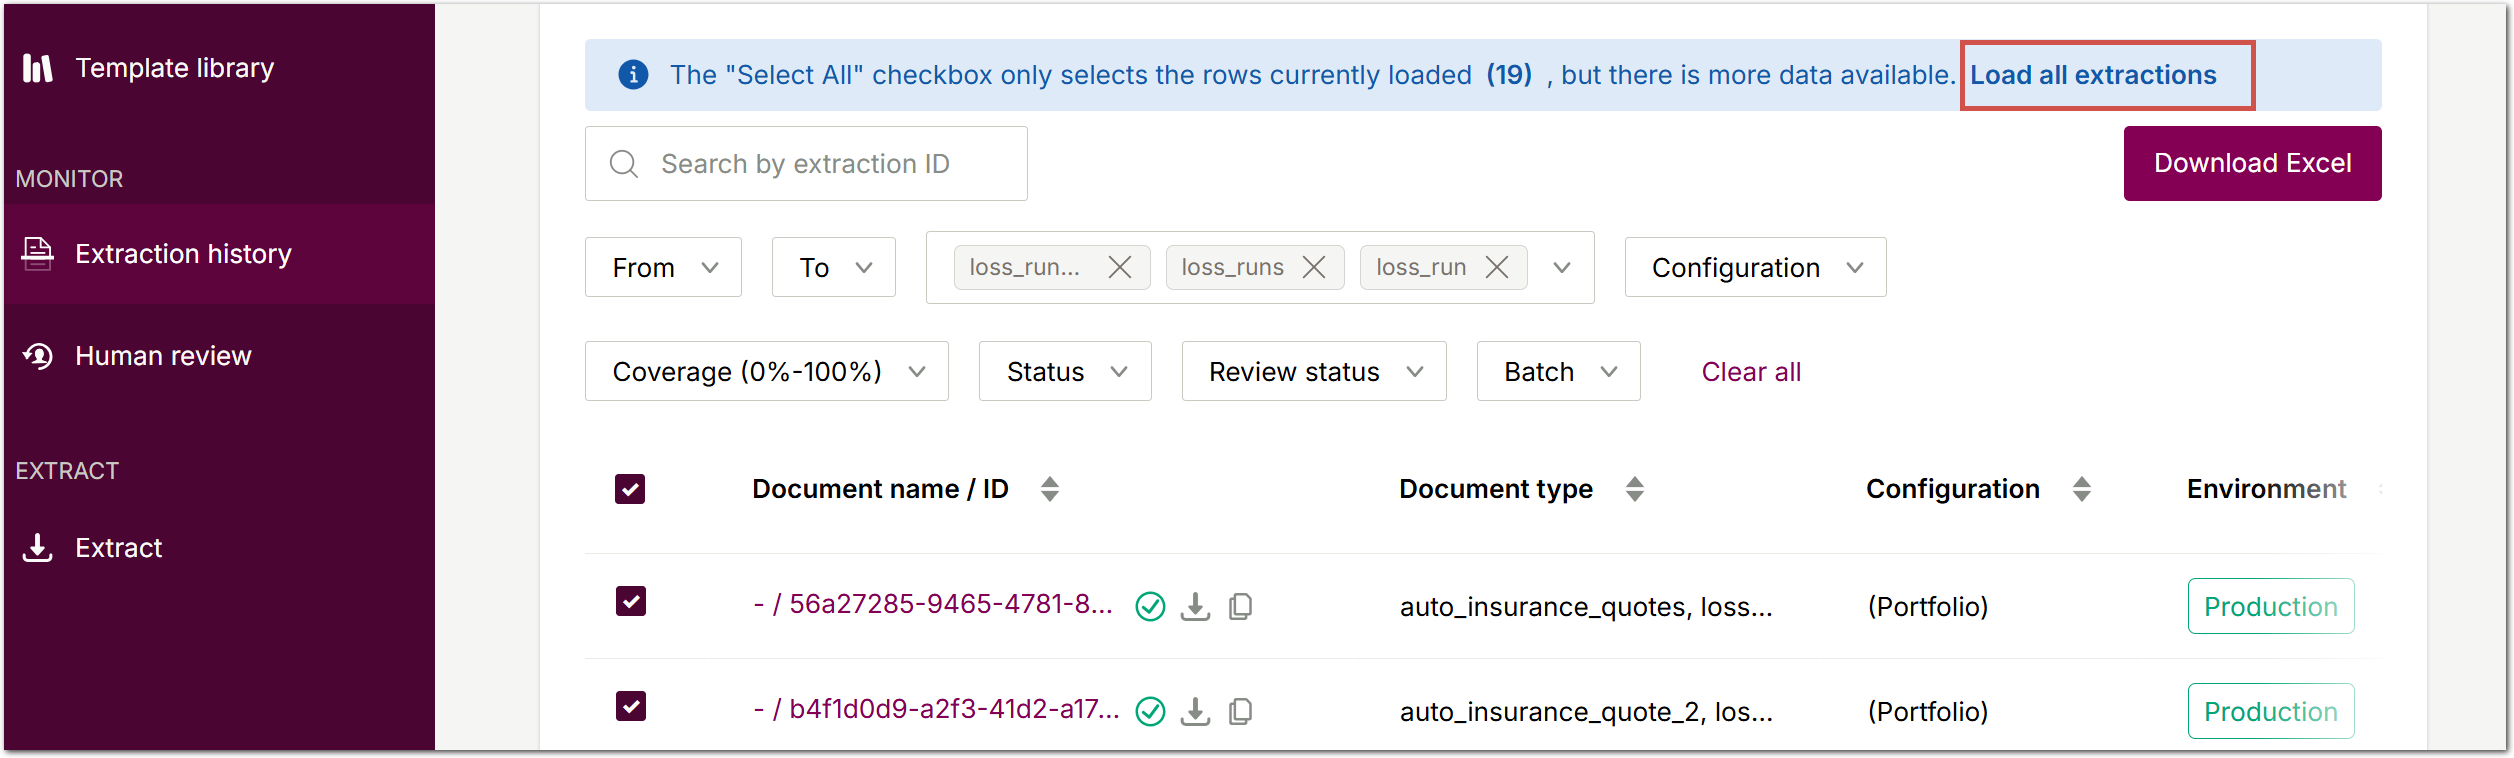 Template library
MONITOR
Extraction history
Human review
EXTRACT
Extract
The "Select All" checkbox only selects the rows currently loaded (19) , but there is more data available. Load all extractions
Search by extraction ID
Download Excel
From To loss_run... loss_runs loss_run Configuration
Coverage (0%-100%) Status Review status Batch Clear all
Document name / ID Document type Configuration Environment
- / 56a27285-9465-4781-8... auto_insurance_quotes, loss... (Portfolio) Production
- / b4f1d0d9-a2f3-41d2-a17... auto_insurance_quote_2, los... (Portfolio) Production